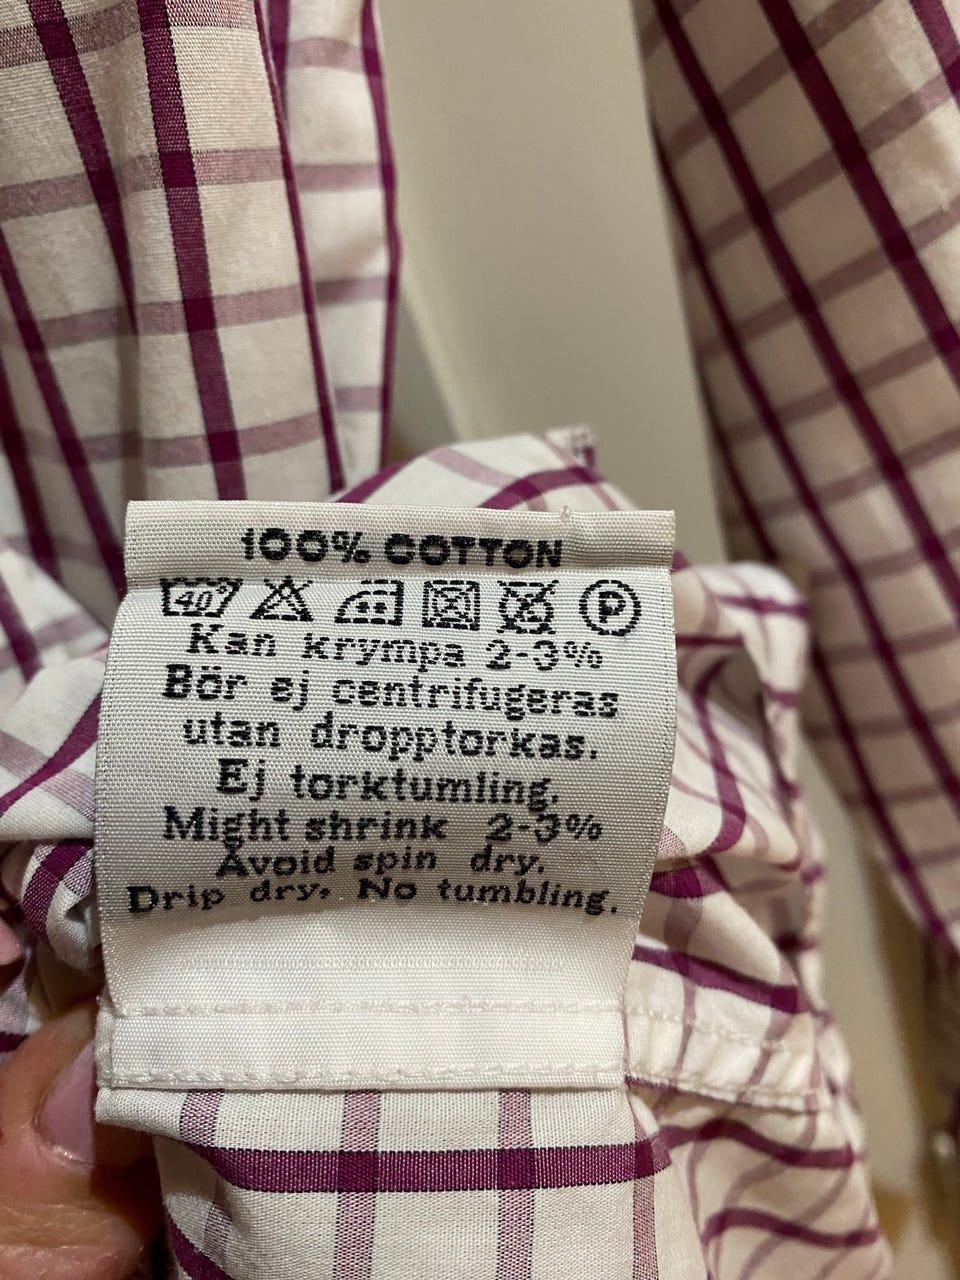 100% COTTON
40° P
Kan krympa 2-3%
Bör ej centrifugeras
utan dropptorkas.
Ej torktumling.
Might shrink 2-3%
Avoid spin dry.
Drip dry, No tumbling.